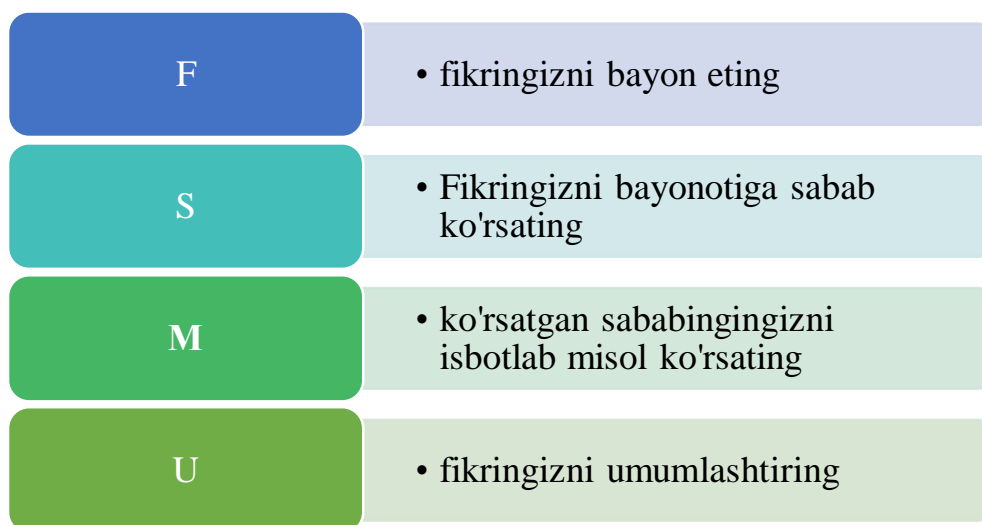 F
• fikringizni bayon eting
S
• Fikringizni bayonotiga sabab
ko'rsating
M
• ko'rsatgan sababingingizni
isbotlab misol ko'rsating
U
• fikringizni umumlashtiring